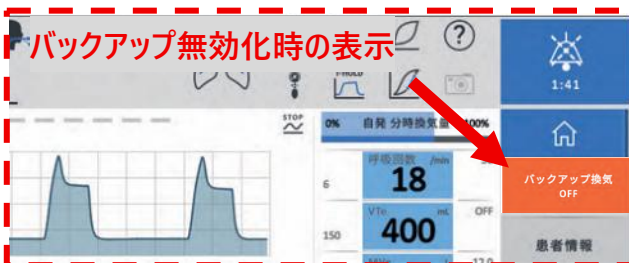 バックアップ無効化時の表示
?
1:41
STOP
0% 自発 分時換気量 100%
呼吸回数 /min
6 18
バックアップ換気
OFF
VTe mL OFF
150 400
患者情報
12.0